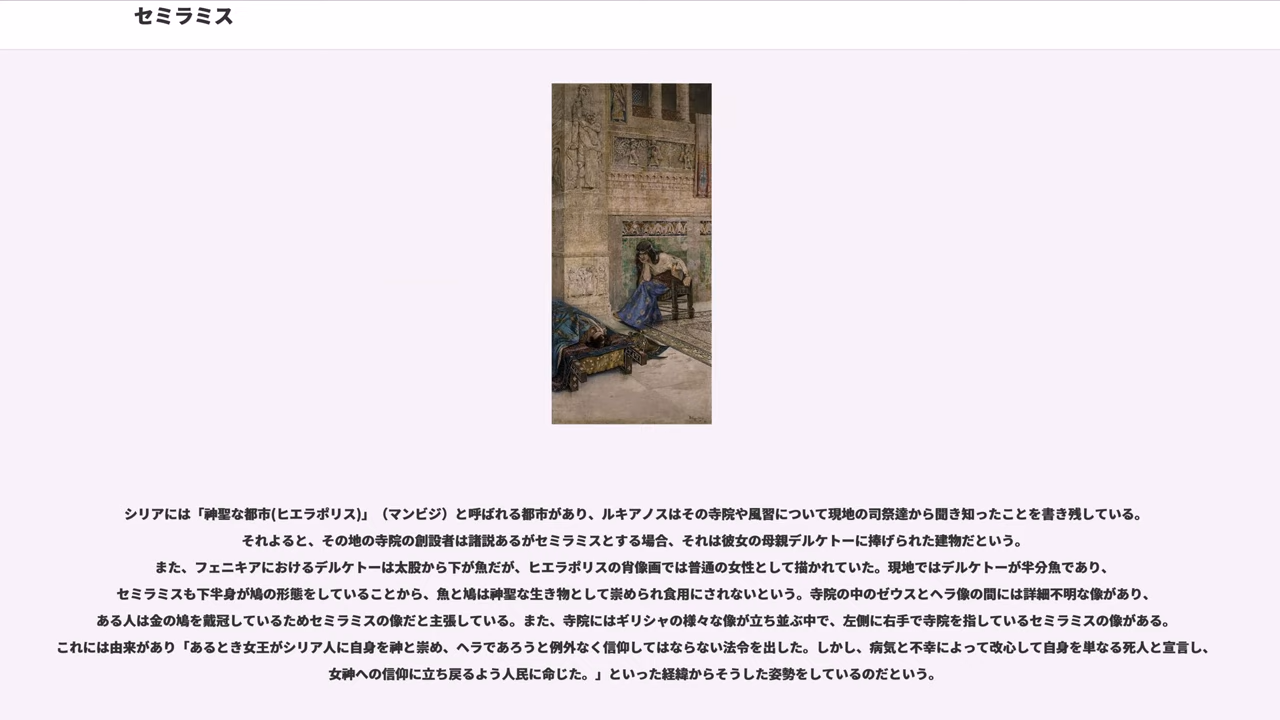 セミラミス
シリアには「神聖な都市(ヒエラポリス)」（マンビジ）と呼ばれる都市があり、ルキアノスはその寺院や風習について現地の司祭達から聞き知ったことを書き残している。
それよると、その地の寺院の創設者は諸説あるがセミラミスとする場合、それは彼女の母親デルケトーに捧げられた建物だという。
また、フェニキアにおけるデルケトーは太股から下が魚だが、ヒエラポリスの肖像画では普通の女性として描かれていた。現地ではデルケトーが半分魚であり、
セミラミスも下半身が鳩の形態をしていることから、魚と鳩は神聖な生き物として崇められ食用にされないという。寺院の中のゼウスとヘラ像の間には詳細不明な像があり、
ある人は金の鳩を戴冠しているためセミラミスの像だと主張している。また、寺院にはギリシャの様々な像が立ち並ぶ中で、左側に右手で寺院を指しているセミラミスの像がある。
これには由来があり「あるとき女王がシリア人に自身を神と崇め、ヘラであろうと例外なく信仰してはならない法令を出した。しかし、病気と不幸によって改心して自身を単なる死人と宣言し、
女神への信仰に立ち戻るよう人民に命じた。」といった経緯からそうした姿勢をしているのだという。